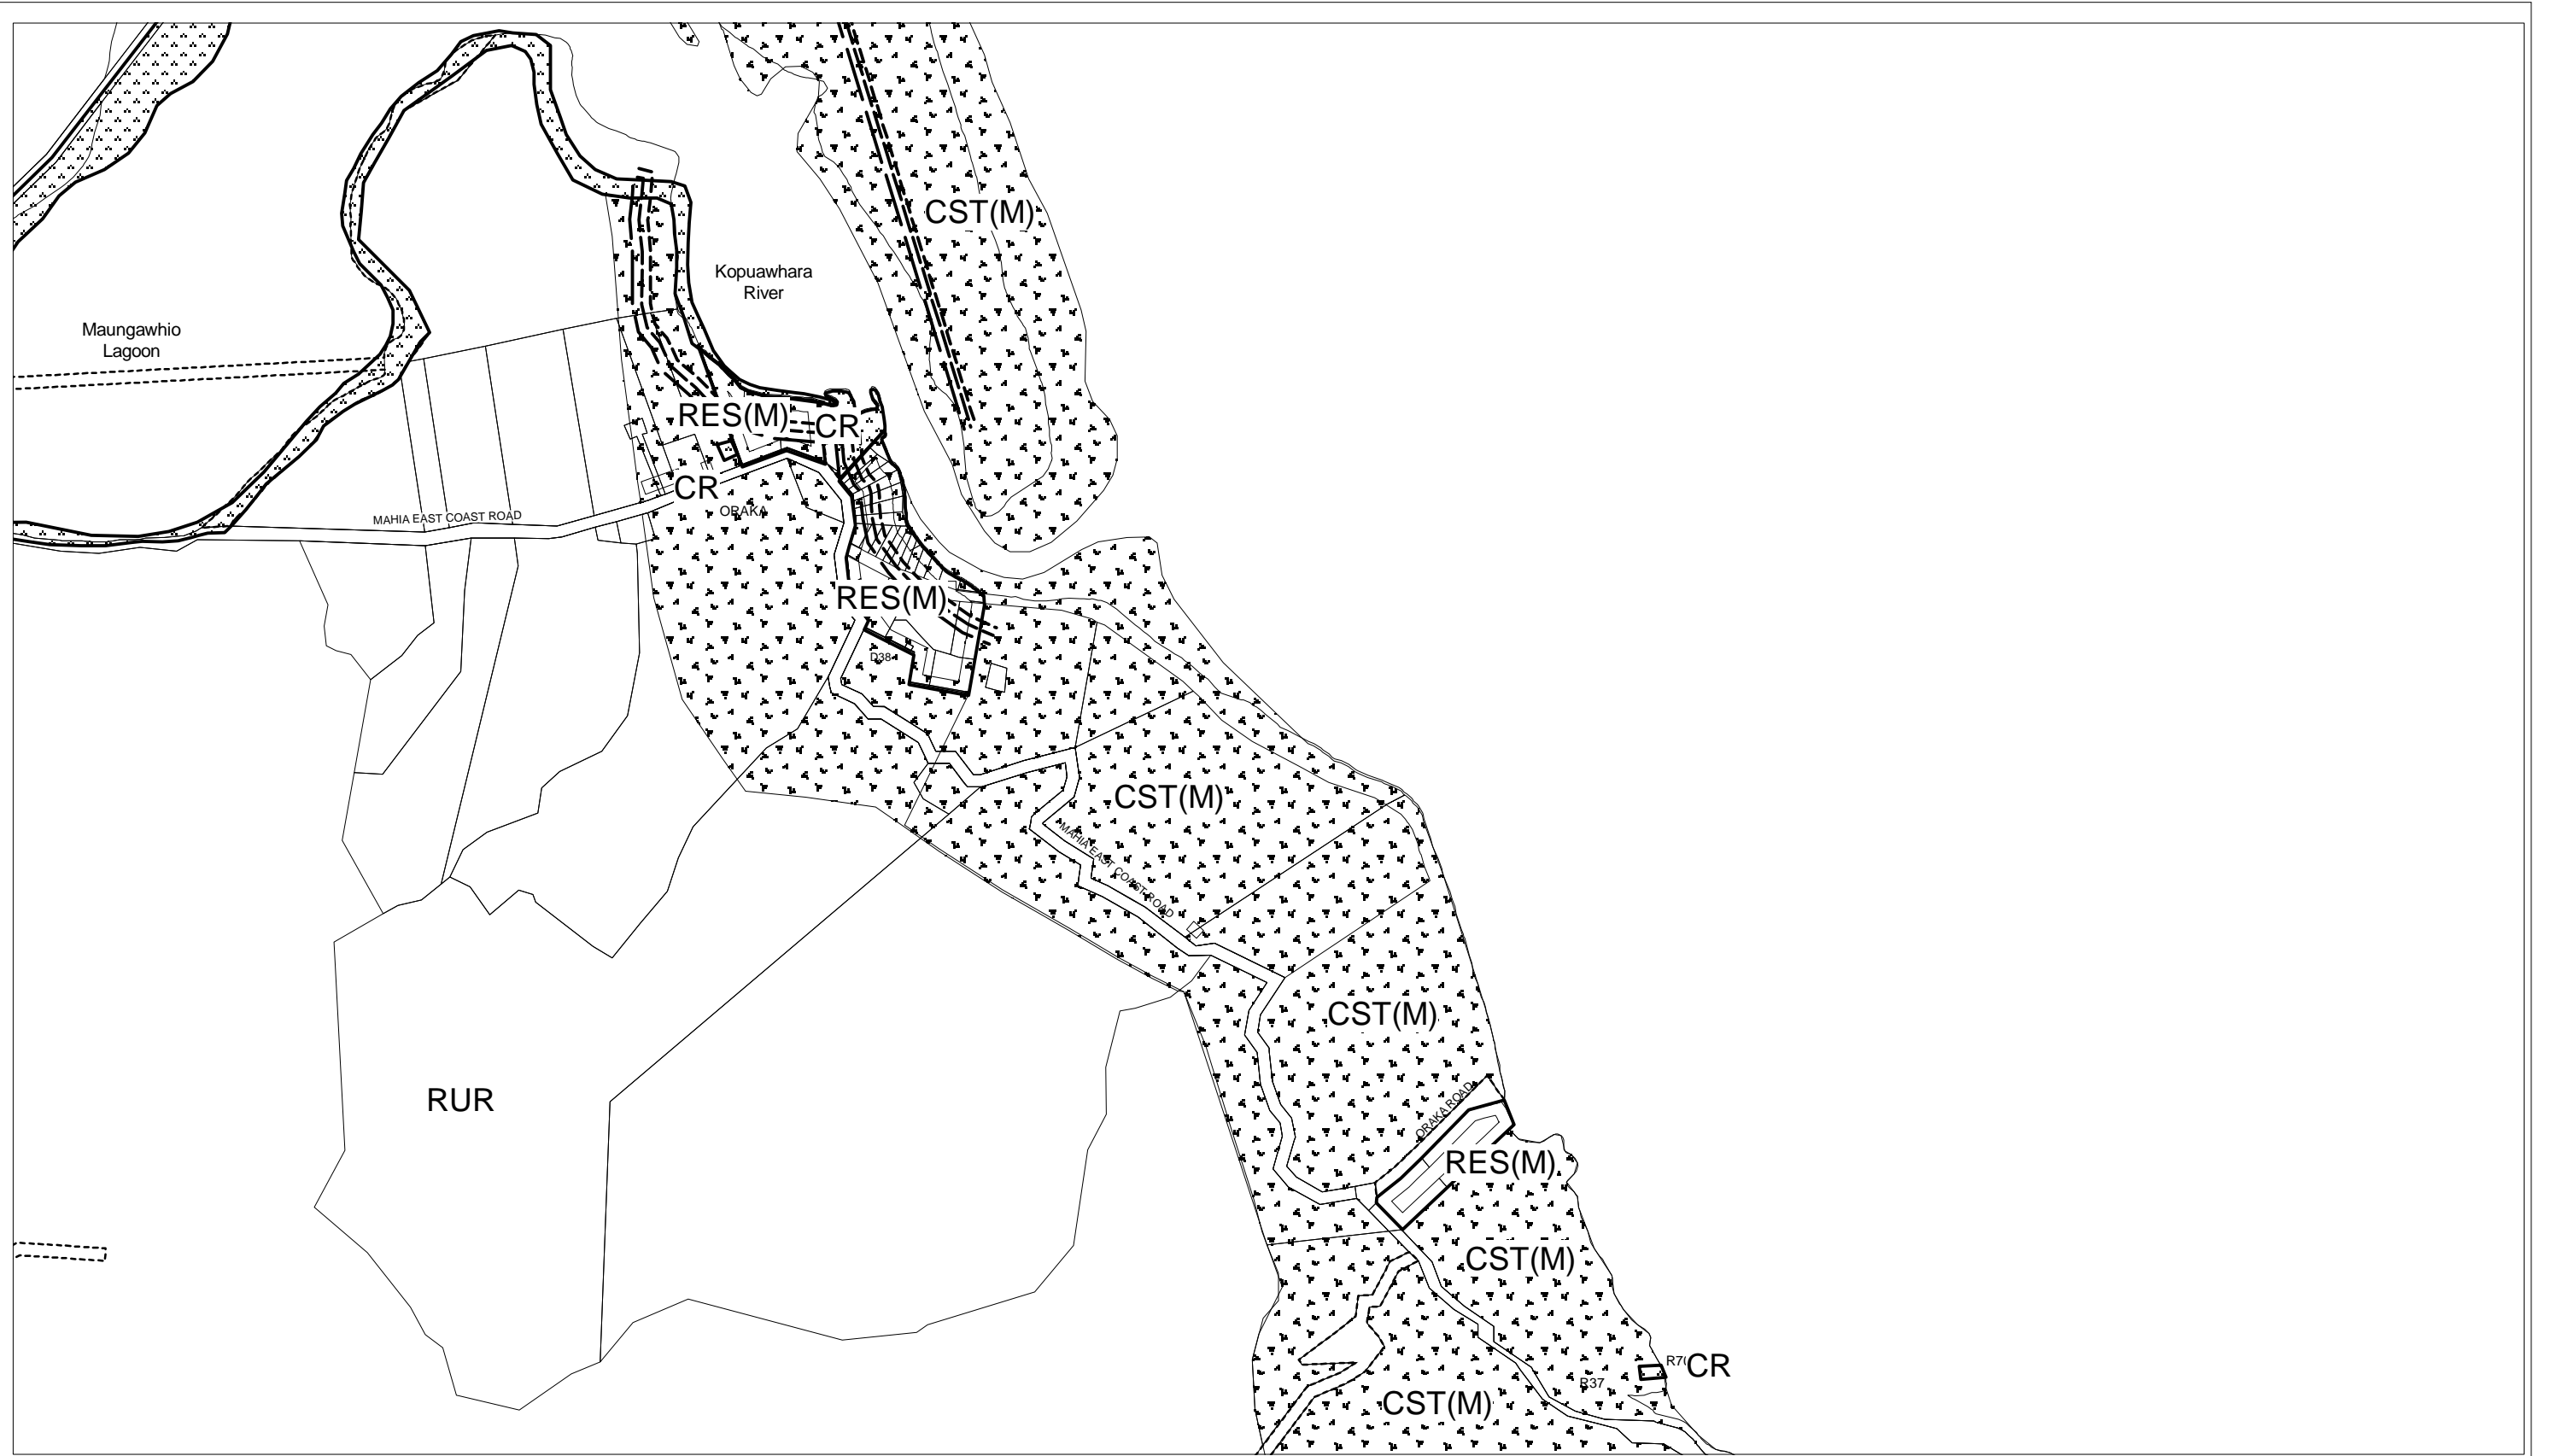 CST(M)
Kopuawhara
River
Maungawhio
Lagoon
RES(M)
CR
CR
ORAKA
MAHIA EAST COAST ROAD
RES(M)
D38
CST(M)
MAHIA EAST COAST ROAD
CST(M)
RUR
ORAKA ROAD
RES(M)
CST(M)
CR
R37
CST(M)